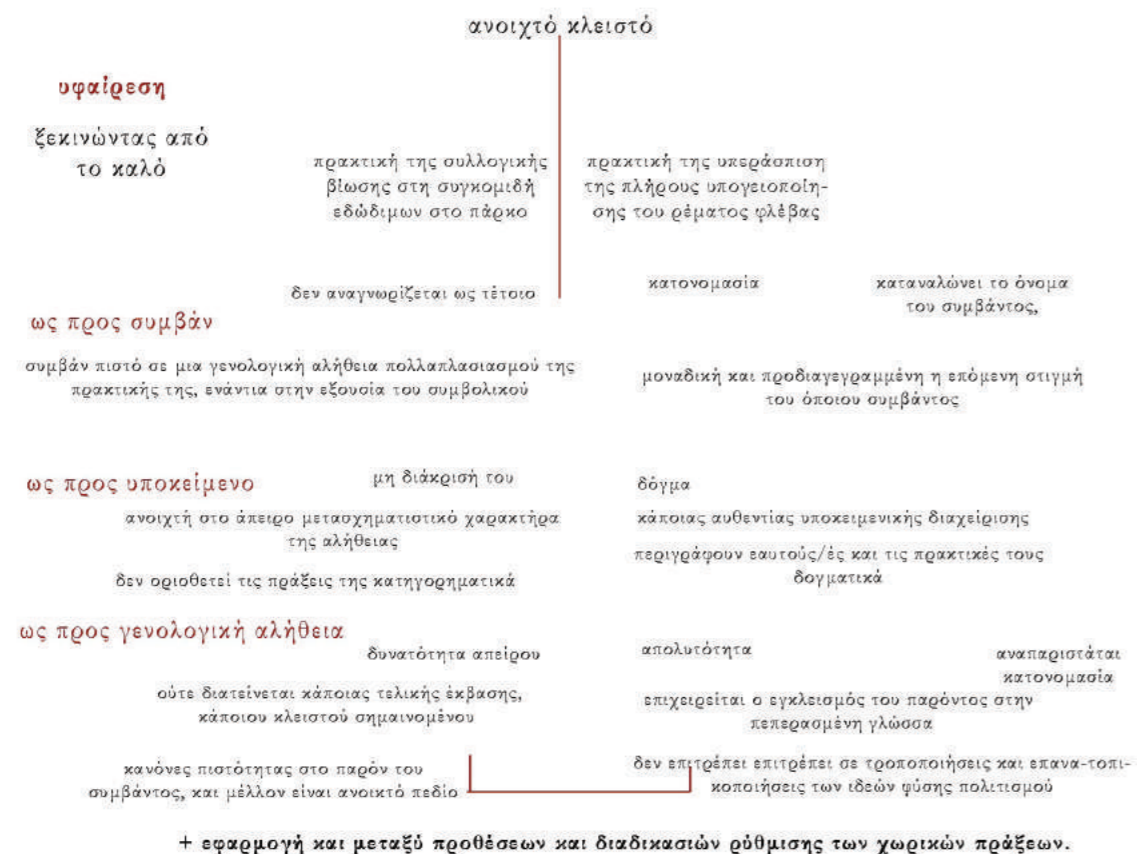 ανοιχτό κλειστό
υφαίρεση
ξεκινώντας από
το καλό
πρακτική της συλλογικής
βίωσης στη συγκομιδή
εδώδιμων στο πάρκο
πρακτική της υπεράσπιση
της πλήρους υπογειοποίη-
σης του ρέματος φλέβας
δεν αναγνωρίζεται ως τέτοιο
κατονομασία
καταναλώνει το όνομα
του συμβάντος,
ως προς συμβάν
συμβάν πιστό σε μια γενολογική αλήθεια πολλαπλασιασμού της
πρακτικής της, ενάντια στην εξουσία του συμβολικού
μοναδική και προδιαγεγραμμένη η επόμενη στιγμή
του όποιου συμβάντος
ως προς υποκείμενο
μη διάκρισή του
δόγμα
ανοιχτή στο άπειρο μετασχηματιστικό χαρακτήρα
της αλήθειας
κάποιας αυθεντίας υποκειμενικής διαχείρισης
δεν οριοθετεί τις πράξεις της κατηγορηματικά
περιγράφουν εαυτούς/ές και τις πρακτικές τους
δογματικά
ως προς γενολογική αλήθεια
δυνατότητα απείρου
απολυτότητα
αναπαριστάται
κατονομασία
ούτε διατείνεται κάποιας τελικής έκβασης,
κάποιου κλειστού σημαινομένου
επιχειρείται ο εγκλεισμός του παρόντος στην
πεπερασμένη γλώσσα
κανόνες πιστότητας στο παρόν του
συμβάντος, και μέλλον είναι ανοικτό πεδίο
δεν επιτρέπει επιτρέπει σε τροποποιήσεις και επανα-τοπι-
κοποιήσεις των ιδεών φύσης πολιτισμού
+ εφαρμογή και μεταξύ προθέσεων και διαδικασιών ρύθμισης των χωρικών πράξεων.